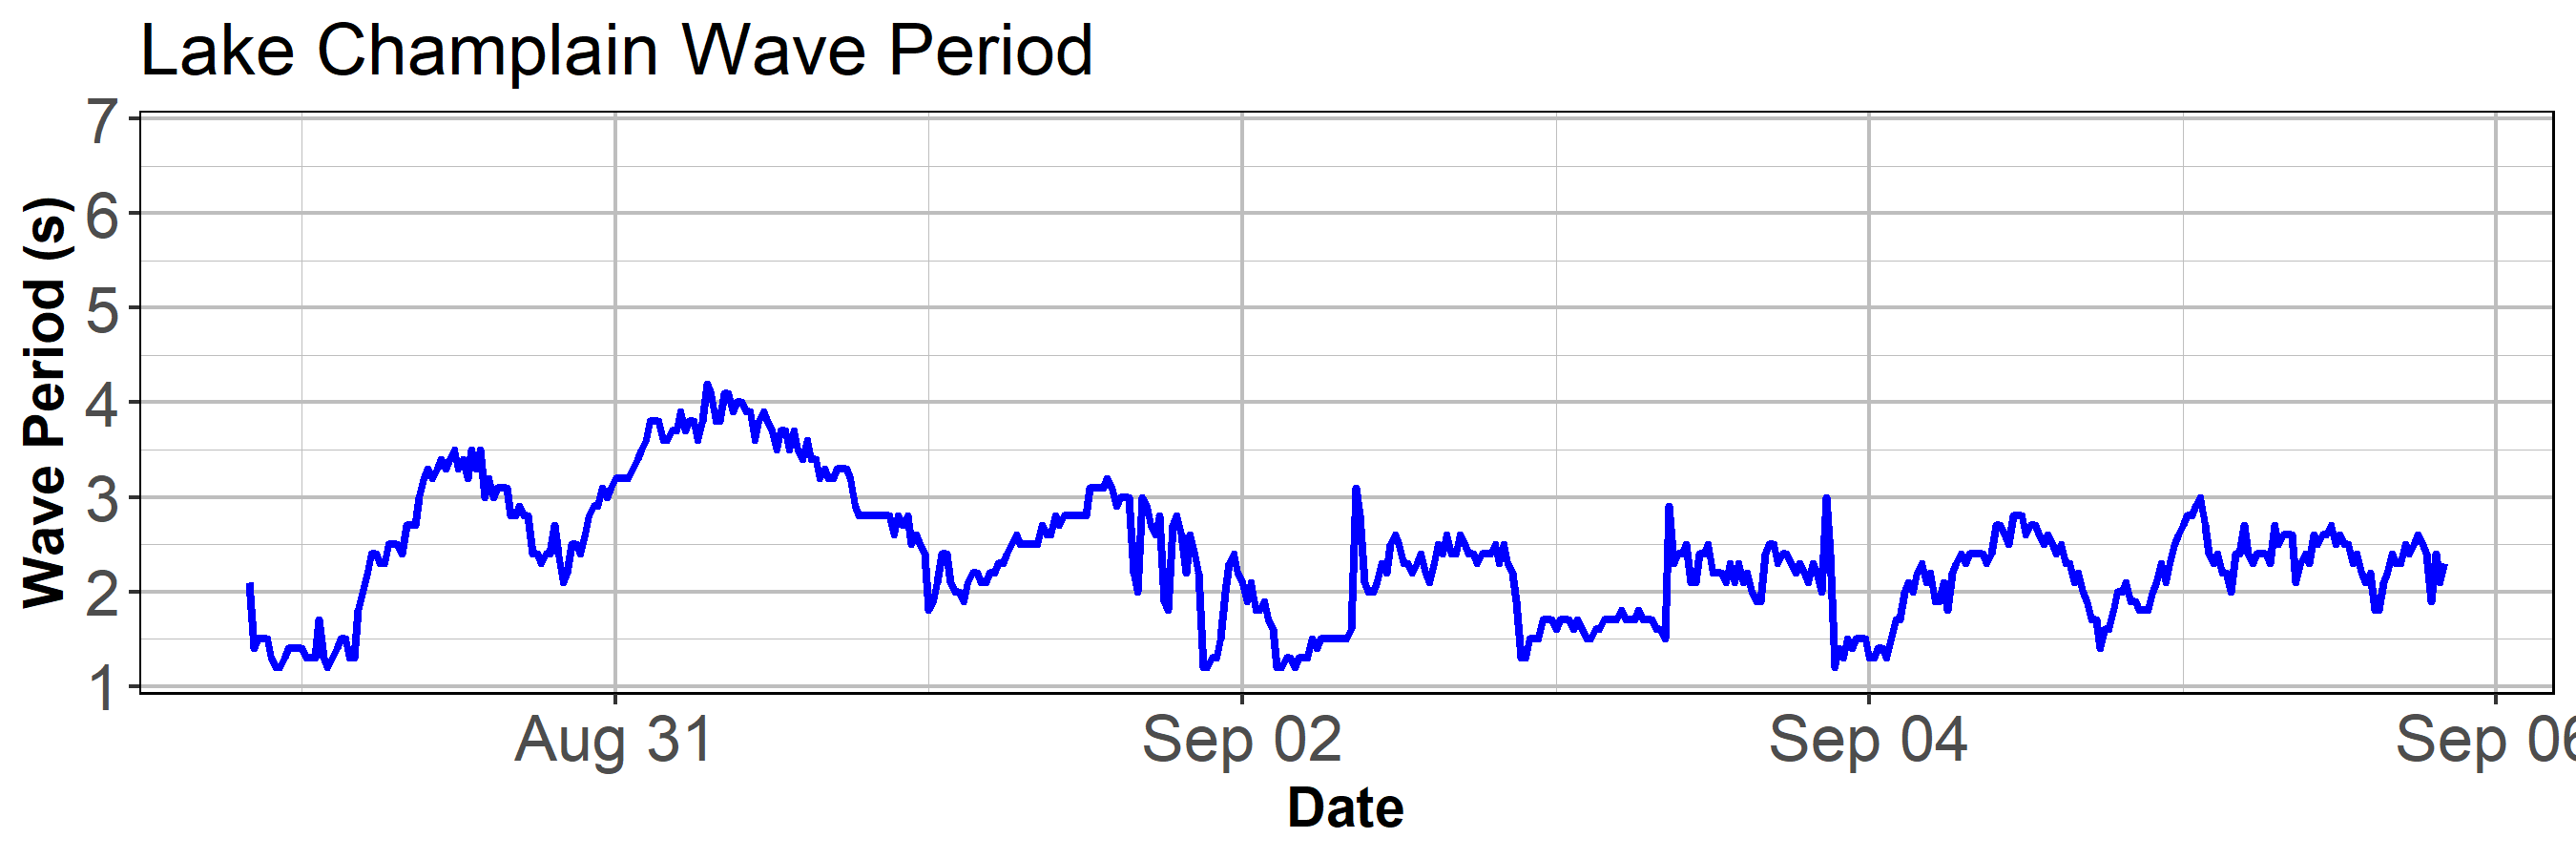 Lake Champlain Wave Period
Wave Period (s)
7
6
5
4
3
2
1
Aug 31
Sep 02
Sep 04
Sep 06
Date